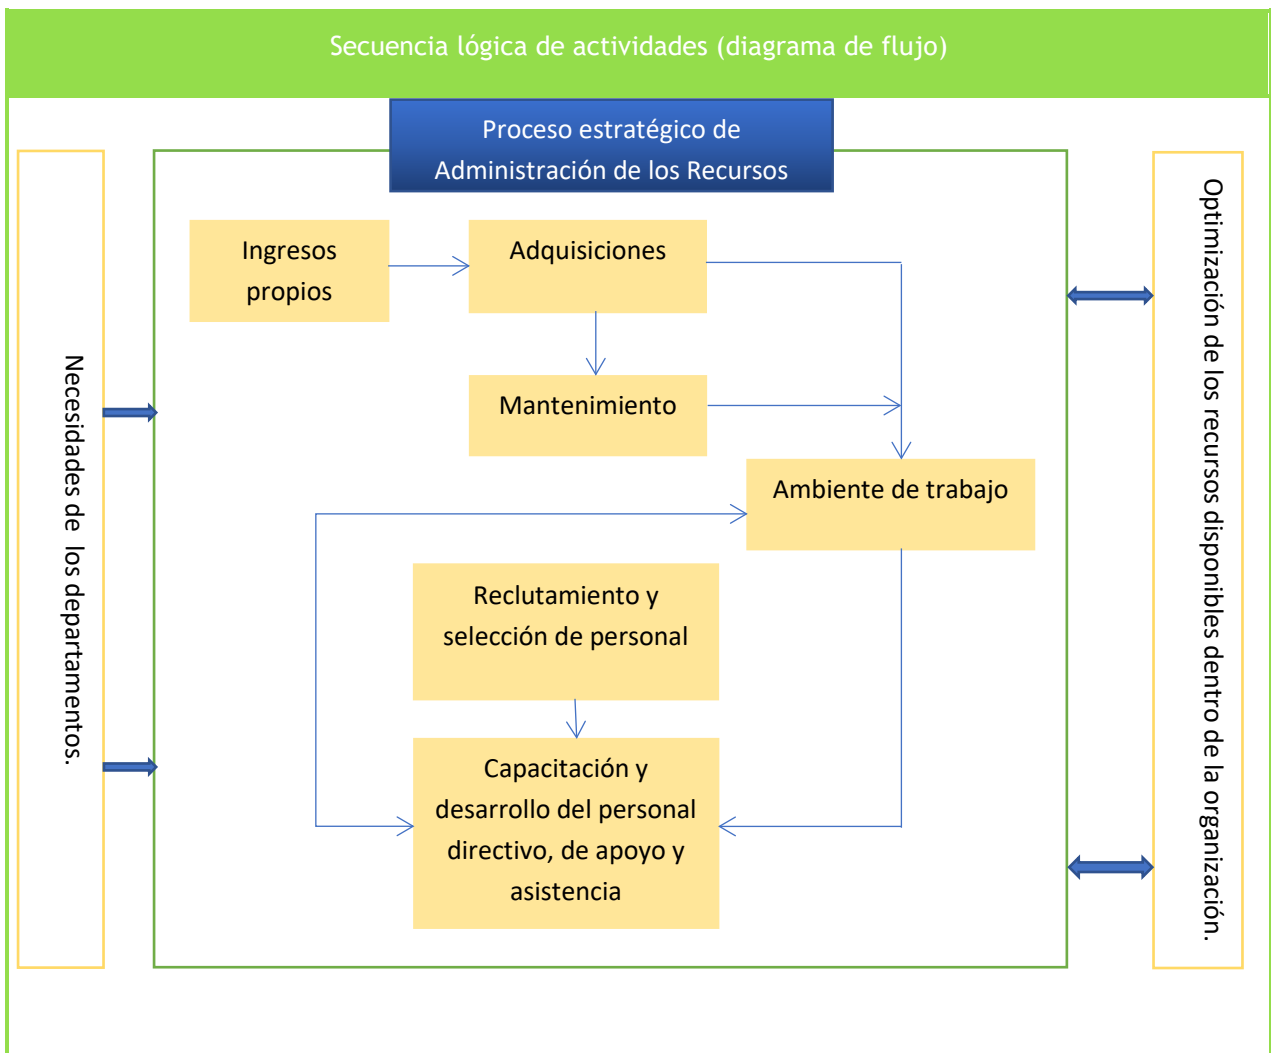 Secuencia lógica de actividades (diagrama de flujo)
Proceso estratégico de
Administración de los Recursos
Necesidades de los departamentos.
Ingresos
propios
Adquisiciones
Mantenimiento
Ambiente de trabajo
Reclutamiento y
selección de personal
Capacitación y
desarrollo del personal
directivo, de apoyo y
asistencia
Optimización de los recursos disponibles dentro de la organización.